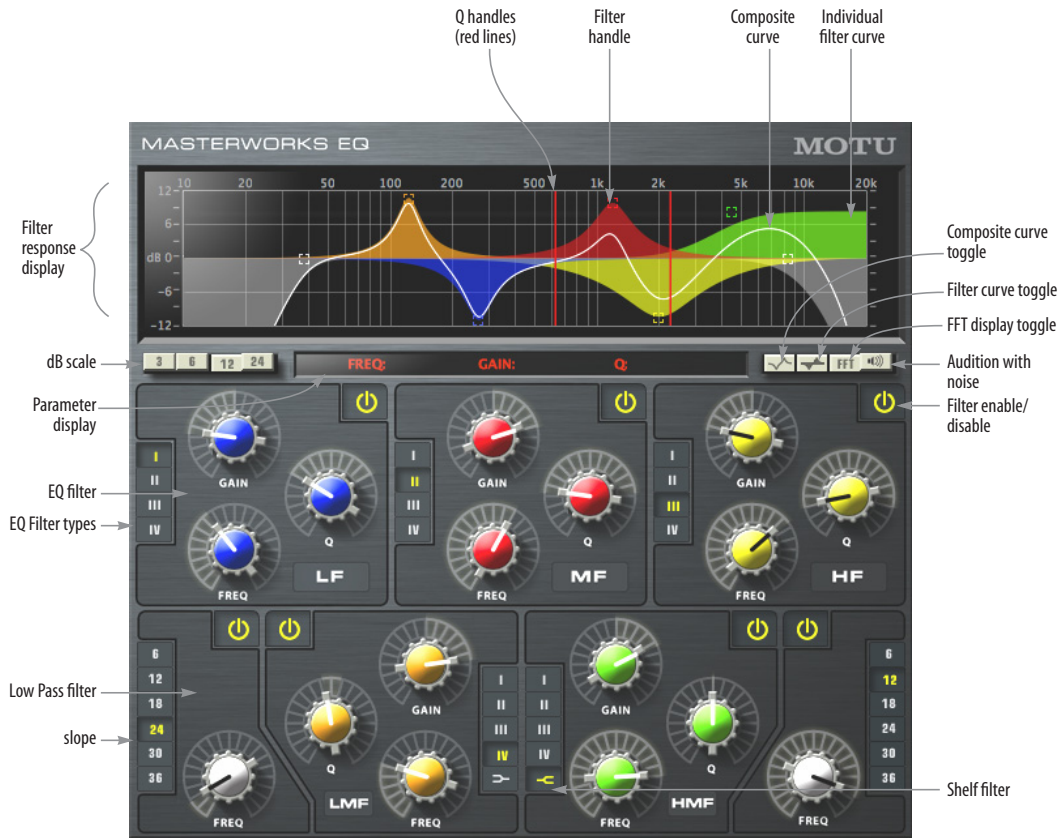 Q handles
(red lines)
Filter
handle
Composite
curve
Individual
filter curve
MASTERWORKS EQ
MOTU
10 20 50 100 200 500 1k 2k 5k 10k 20k
12
6
dB 0
-6
-12
Filter
response
display
Composite curve
toggle
Filter curve toggle
FFT display toggle
Audition with
noise
Filter enable/
disable
dB scale
3 6 12 24
FREQ: GAIN: Q:
FFT
Parameter
display
EQ filter
EQ Filter types
I
II
III
IV
GAIN
Q
FREQ
LF
I
II
III
IV
GAIN
Q
FREQ
MF
I
II
III
IV
GAIN
Q
FREQ
HF
Low Pass filter
slope
6
12
18
24
30
36
FREQ
GAIN
Q
FREQ
LMF
I
II
III
IV
I
II
III
IV
GAIN
Q
FREQ
HMF
FREQ
6
12
18
24
30
36
Shelf filter